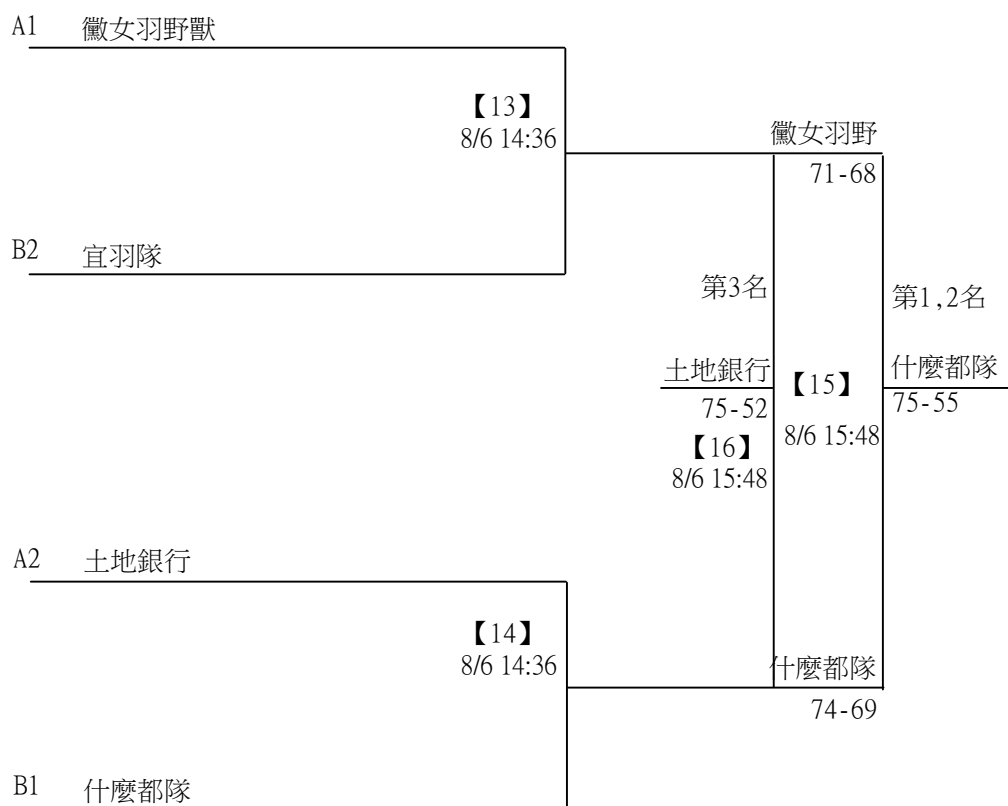 A1 黴女羽野獸
【13】
8/6 14:36
黴女羽野
71-68
B2 宜羽隊
第3名
第1,2名
土地銀行
75-52
【15】
8/6 15:48
什麼都隊
75-55
【16】
8/6 15:48
A2 土地銀行
【14】
8/6 14:36
什麼都隊
74-69
B1 什麼都隊